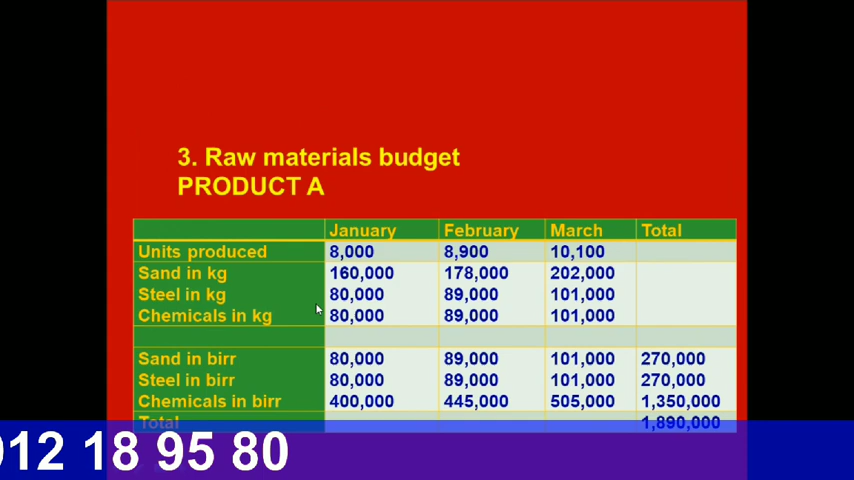 3. Raw materials budget
PRODUCT A
January February March Total
Units produced 8,000 8,900 10,100
Sand in kg 160,000 178,000 202,000
Steel in kg 80,000 89,000 101,000
Chemicals in kg 80,000 89,000 101,000
Sand in birr 80,000 89,000 101,000 270,000
Steel in birr 80,000 89,000 101,000 270,000
Chemicals in birr 400,000 445,000 505,000 1,350,000
Total 1,890,000
012 18 95 80